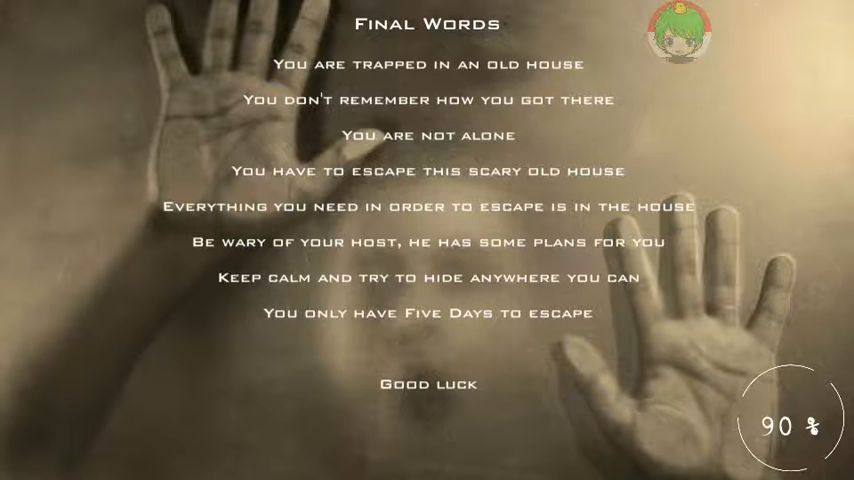 Final Words
You are trapped in an old house
You don't remember how you got there
You are not alone
You have to escape this scary old house
Everything you need in order to escape is in the house
Be wary of your host, he has some plans for you
Keep calm and try to hide anywhere you can
You only have Five Days to escape
Good luck
90 %